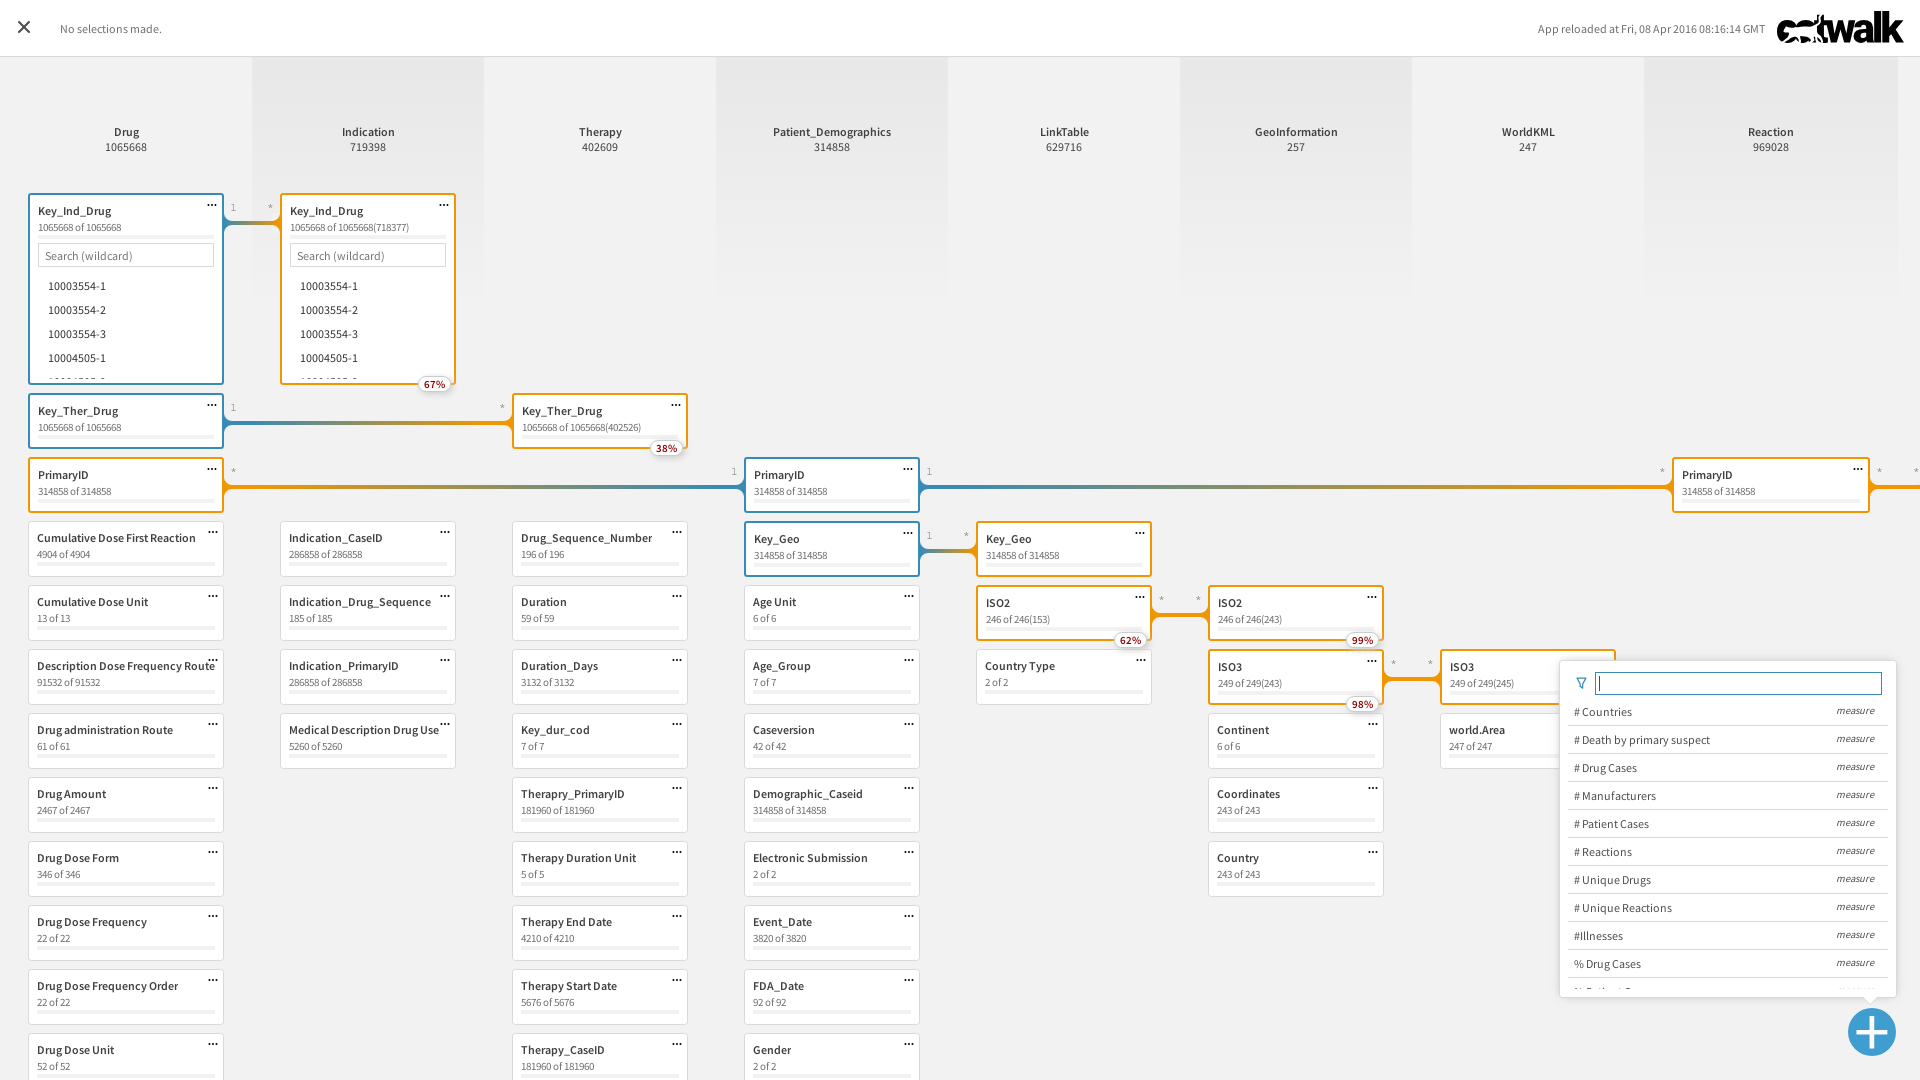 No selections made.
App reloaded at Fri, 08 Apr 2016 08:16:14 GMT
catwalk
Drug
1065668
Indication
719398
Therapy
402609
Patient_Demographics
314858
LinkTable
629716
GeoInformation
257
WorldKML
247
Reaction
969028
Key_Ind_Drug
1065668 of 1065668
Search (wildcard)
10003554-1
10003554-2
10003554-3
10004505-1
1
*
Key_Ind_Drug
1065668 of 1065668(718377)
Search (wildcard)
10003554-1
10003554-2
10003554-3
10004505-1
67%
Key_Ther_Drug
1065668 of 1065668
1
*
Key_Ther_Drug
1065668 of 1065668(402526)
38%
PrimaryID
314858 of 314858
*
1
PrimaryID
314858 of 314858
1
*
PrimaryID
314858 of 314858
*
*
Cumulative Dose First Reaction
4904 of 4904
Indication_CaseID
286858 of 286858
Drug_Sequence_Number
196 of 196
Key_Geo
314858 of 314858
1
*
Key_Geo
314858 of 314858
Cumulative Dose Unit
13 of 13
Indication_Drug_Sequence
185 of 185
Duration
59 of 59
Age Unit
6 of 6
ISO2
246 of 246(153)
62%
*
*
ISO2
246 of 246(243)
99%
Description Dose Frequency Route
91532 of 91532
Indication_PrimaryID
286858 of 286858
Duration_Days
3132 of 3132
Age_Group
7 of 7
Country Type
2 of 2
ISO3
249 of 249(243)
98%
*
*
ISO3
249 of 249(245)
Drug administration Route
61 of 61
Medical Description Drug Use
5260 of 5260
Key_dur_cod
7 of 7
Caseversion
42 of 42
Continent
6 of 6
world.Area
247 of 247
Drug Amount
2467 of 2467
Therapry_PrimaryID
181960 of 181960
Demographic_Caseid
314858 of 314858
Coordinates
243 of 243
Drug Dose Form
346 of 346
Therapy Duration Unit
5 of 5
Electronic Submission
2 of 2
Country
243 of 243
Drug Dose Frequency
22 of 22
Therapy End Date
4210 of 4210
Event_Date
3820 of 3820
Drug Dose Frequency Order
22 of 22
Therapy Start Date
5676 of 5676
FDA_Date
92 of 92
Drug Dose Unit
52 of 52
Therapy_CaseID
181960 of 181960
Gender
2 of 2
# Countries measure
# Death by primary suspect measure
# Drug Cases measure
# Manufacturers measure
# Patient Cases measure
# Reactions measure
# Unique Drugs measure
# Unique Reactions measure
#Illnesses measure
% Drug Cases measure